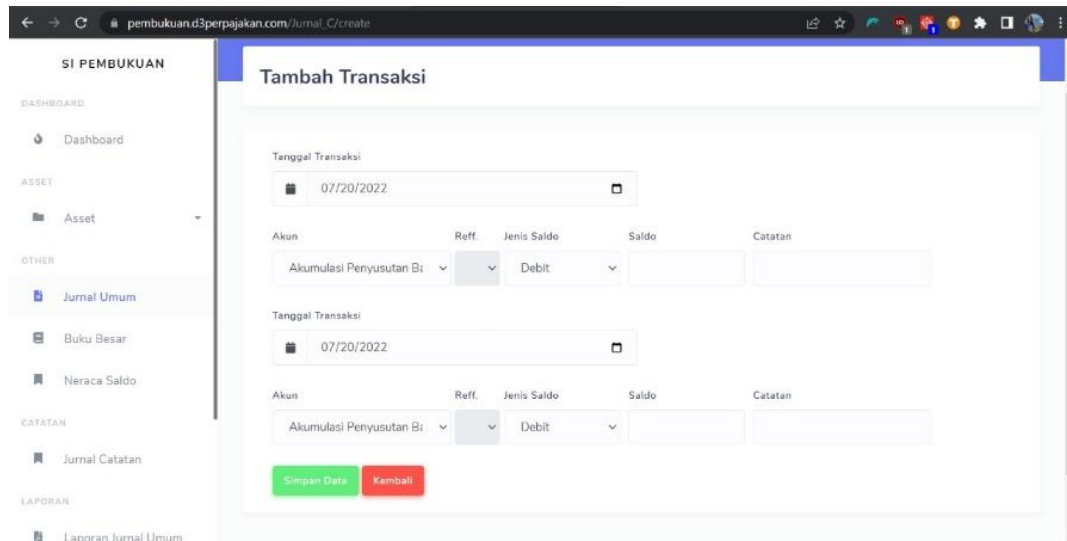 pembukuan.d3perpajakan.com/Jurnal_C/create
SI PEMBUKUAN
DASHBOARD
Dashboard
ASSET
Asset
OTHER
Jurnal Umum
Buku Besar
Neraca Saldo
CATATAN
Jurnal Catatan
LAPORAN
Laporan Jurnal Umum
Tambah Transaksi
Tanggal Transaksi
07/20/2022
Akun Reff. Jenis Saldo Saldo Catatan
Akumulasi Penyusutan Ba Debit
Tanggal Transaksi
07/20/2022
Akun Reff. Jenis Saldo Saldo Catatan
Akumulasi Penyusutan Ba Debit
Simpan Data Kembali